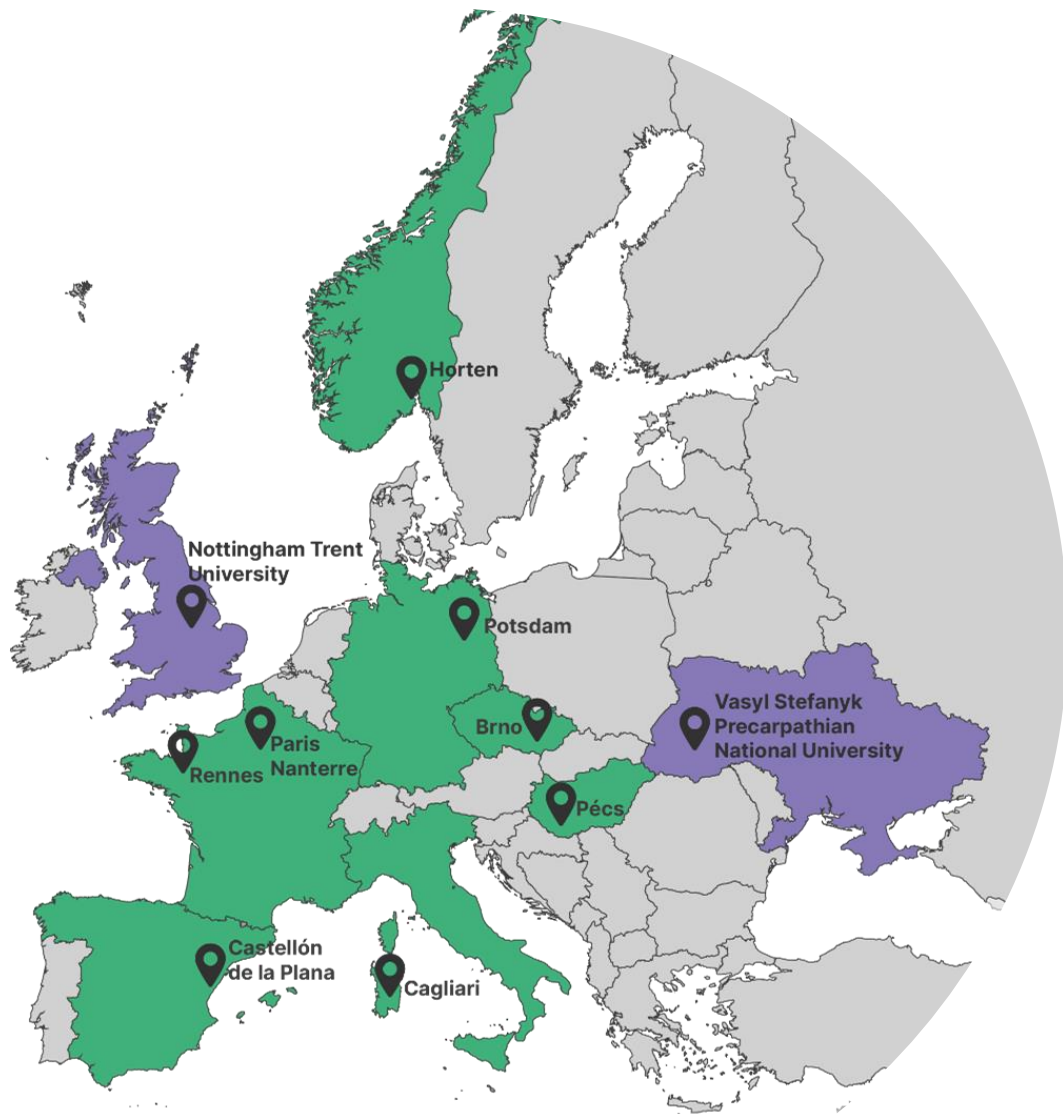 Horten
Nottingham Trent
University
Potsdam
Vasyl Stefanyk
Precarpathian
National University
Brno
Paris
Nanterre
Rennes
Pécs
Castellón
de la Plana
Cagliari